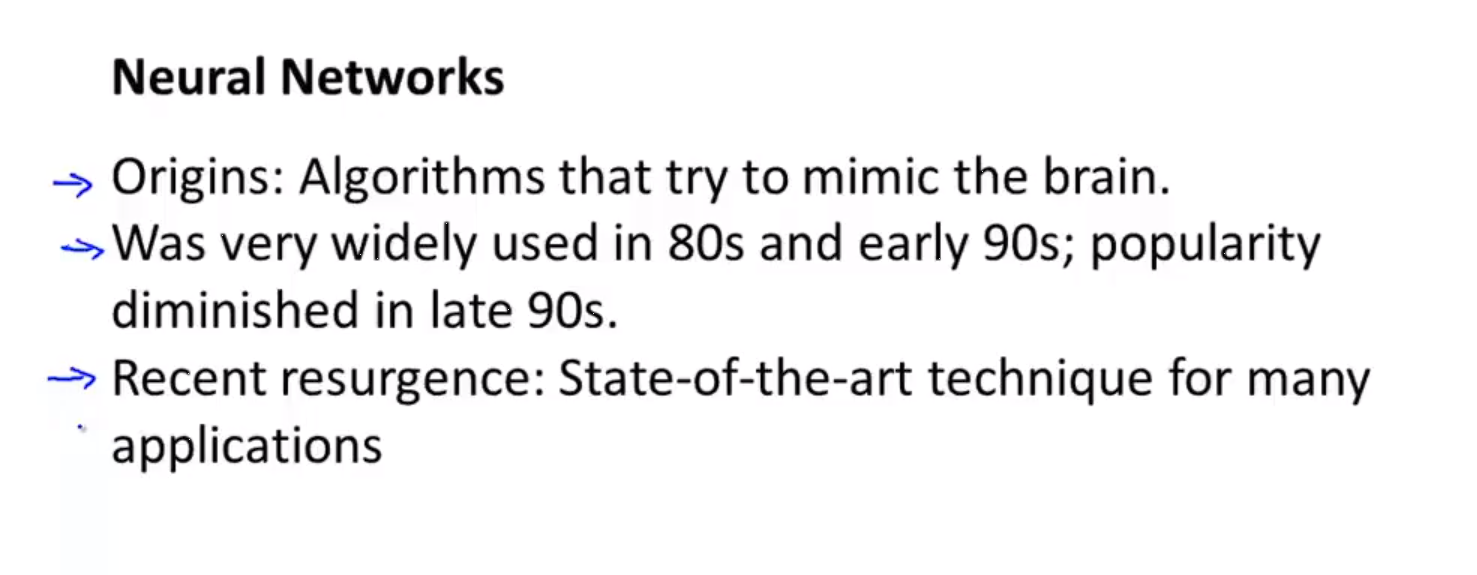 Neural Networks
Origins: Algorithms that try to mimic the brain.
Was very widely used in 80s and early 90s; popularity
diminished in late 90s.
Recent resurgence: State-of-the-art technique for many
applications